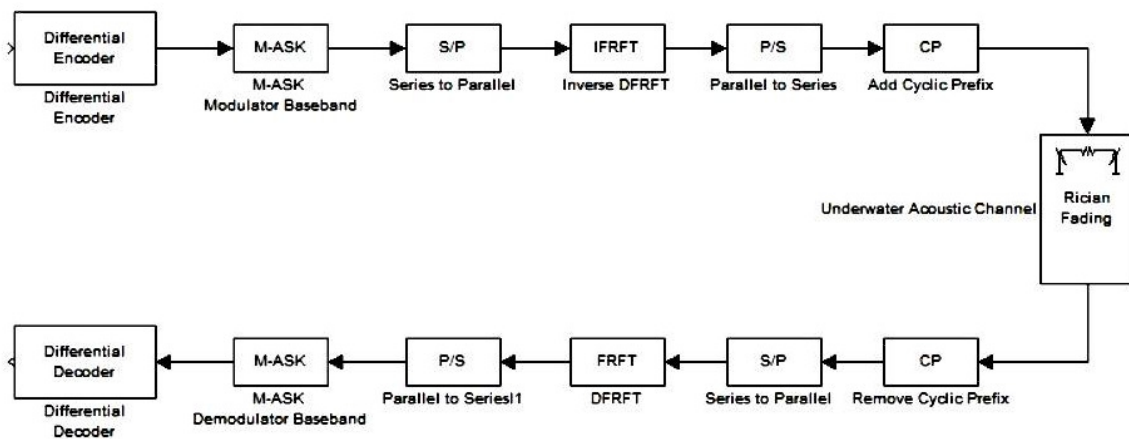 Differential
Encoder
Differential
Encoder
M-ASK
M-ASK
Modulator Baseband
S/P
Series to Parallel
IFRFT
Inverse DFRFT
P/S
Parallel to Series
CP
Add Cyclic Prefix
Underwater Acoustic Channel
Rician
Fading
Differential
Decoder
Differential
Decoder
M-ASK
M-ASK
Demodulator Baseband
P/S
Parallel to Seriesl1
FRFT
DFRFT
S/P
Series to Parallel
CP
Remove Cyclic Prefix